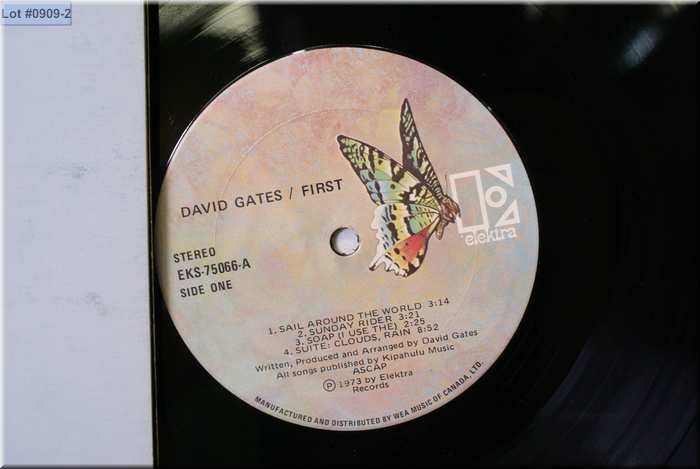 Lot #0909-2
DAVID GATES / FIRST
elektra
STEREO
EKS-75066-A
SIDE ONE
1. SAIL AROUND THE WORLD 3:14
2. SUNDAY RIDER 3:21
3. SOAP (I USE THE) 2:25
4. SUITE: CLOUDS, RAIN 8:52
Written, Produced and Arranged by David Gates
All songs published by Kipahulu Music
ASCAP
Ⓟ 1973 by Elektra
Records
MANUFACTURED AND DISTRIBUTED BY WEA MUSIC OF CANADA, LTD.